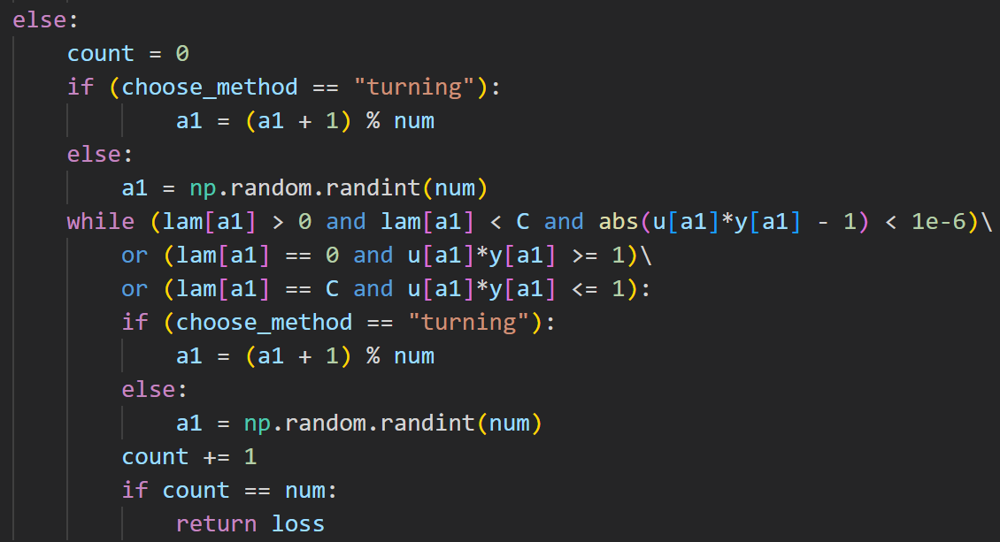 else:
    count = 0
    if (choose_method == "turning"):
            a1 = (a1 + 1) % num
    else:
        a1 = np.random.randint(num)
    while (lam[a1] > 0 and lam[a1] < C and abs(u[a1]*y[a1] - 1) < 1e-6)\
        or (lam[a1] == 0 and u[a1]*y[a1] >= 1)\
        or (lam[a1] == C and u[a1]*y[a1] <= 1):
        if (choose_method == "turning"):
            a1 = (a1 + 1) % num
        else:
            a1 = np.random.randint(num)
        count += 1
        if count == num:
            return loss